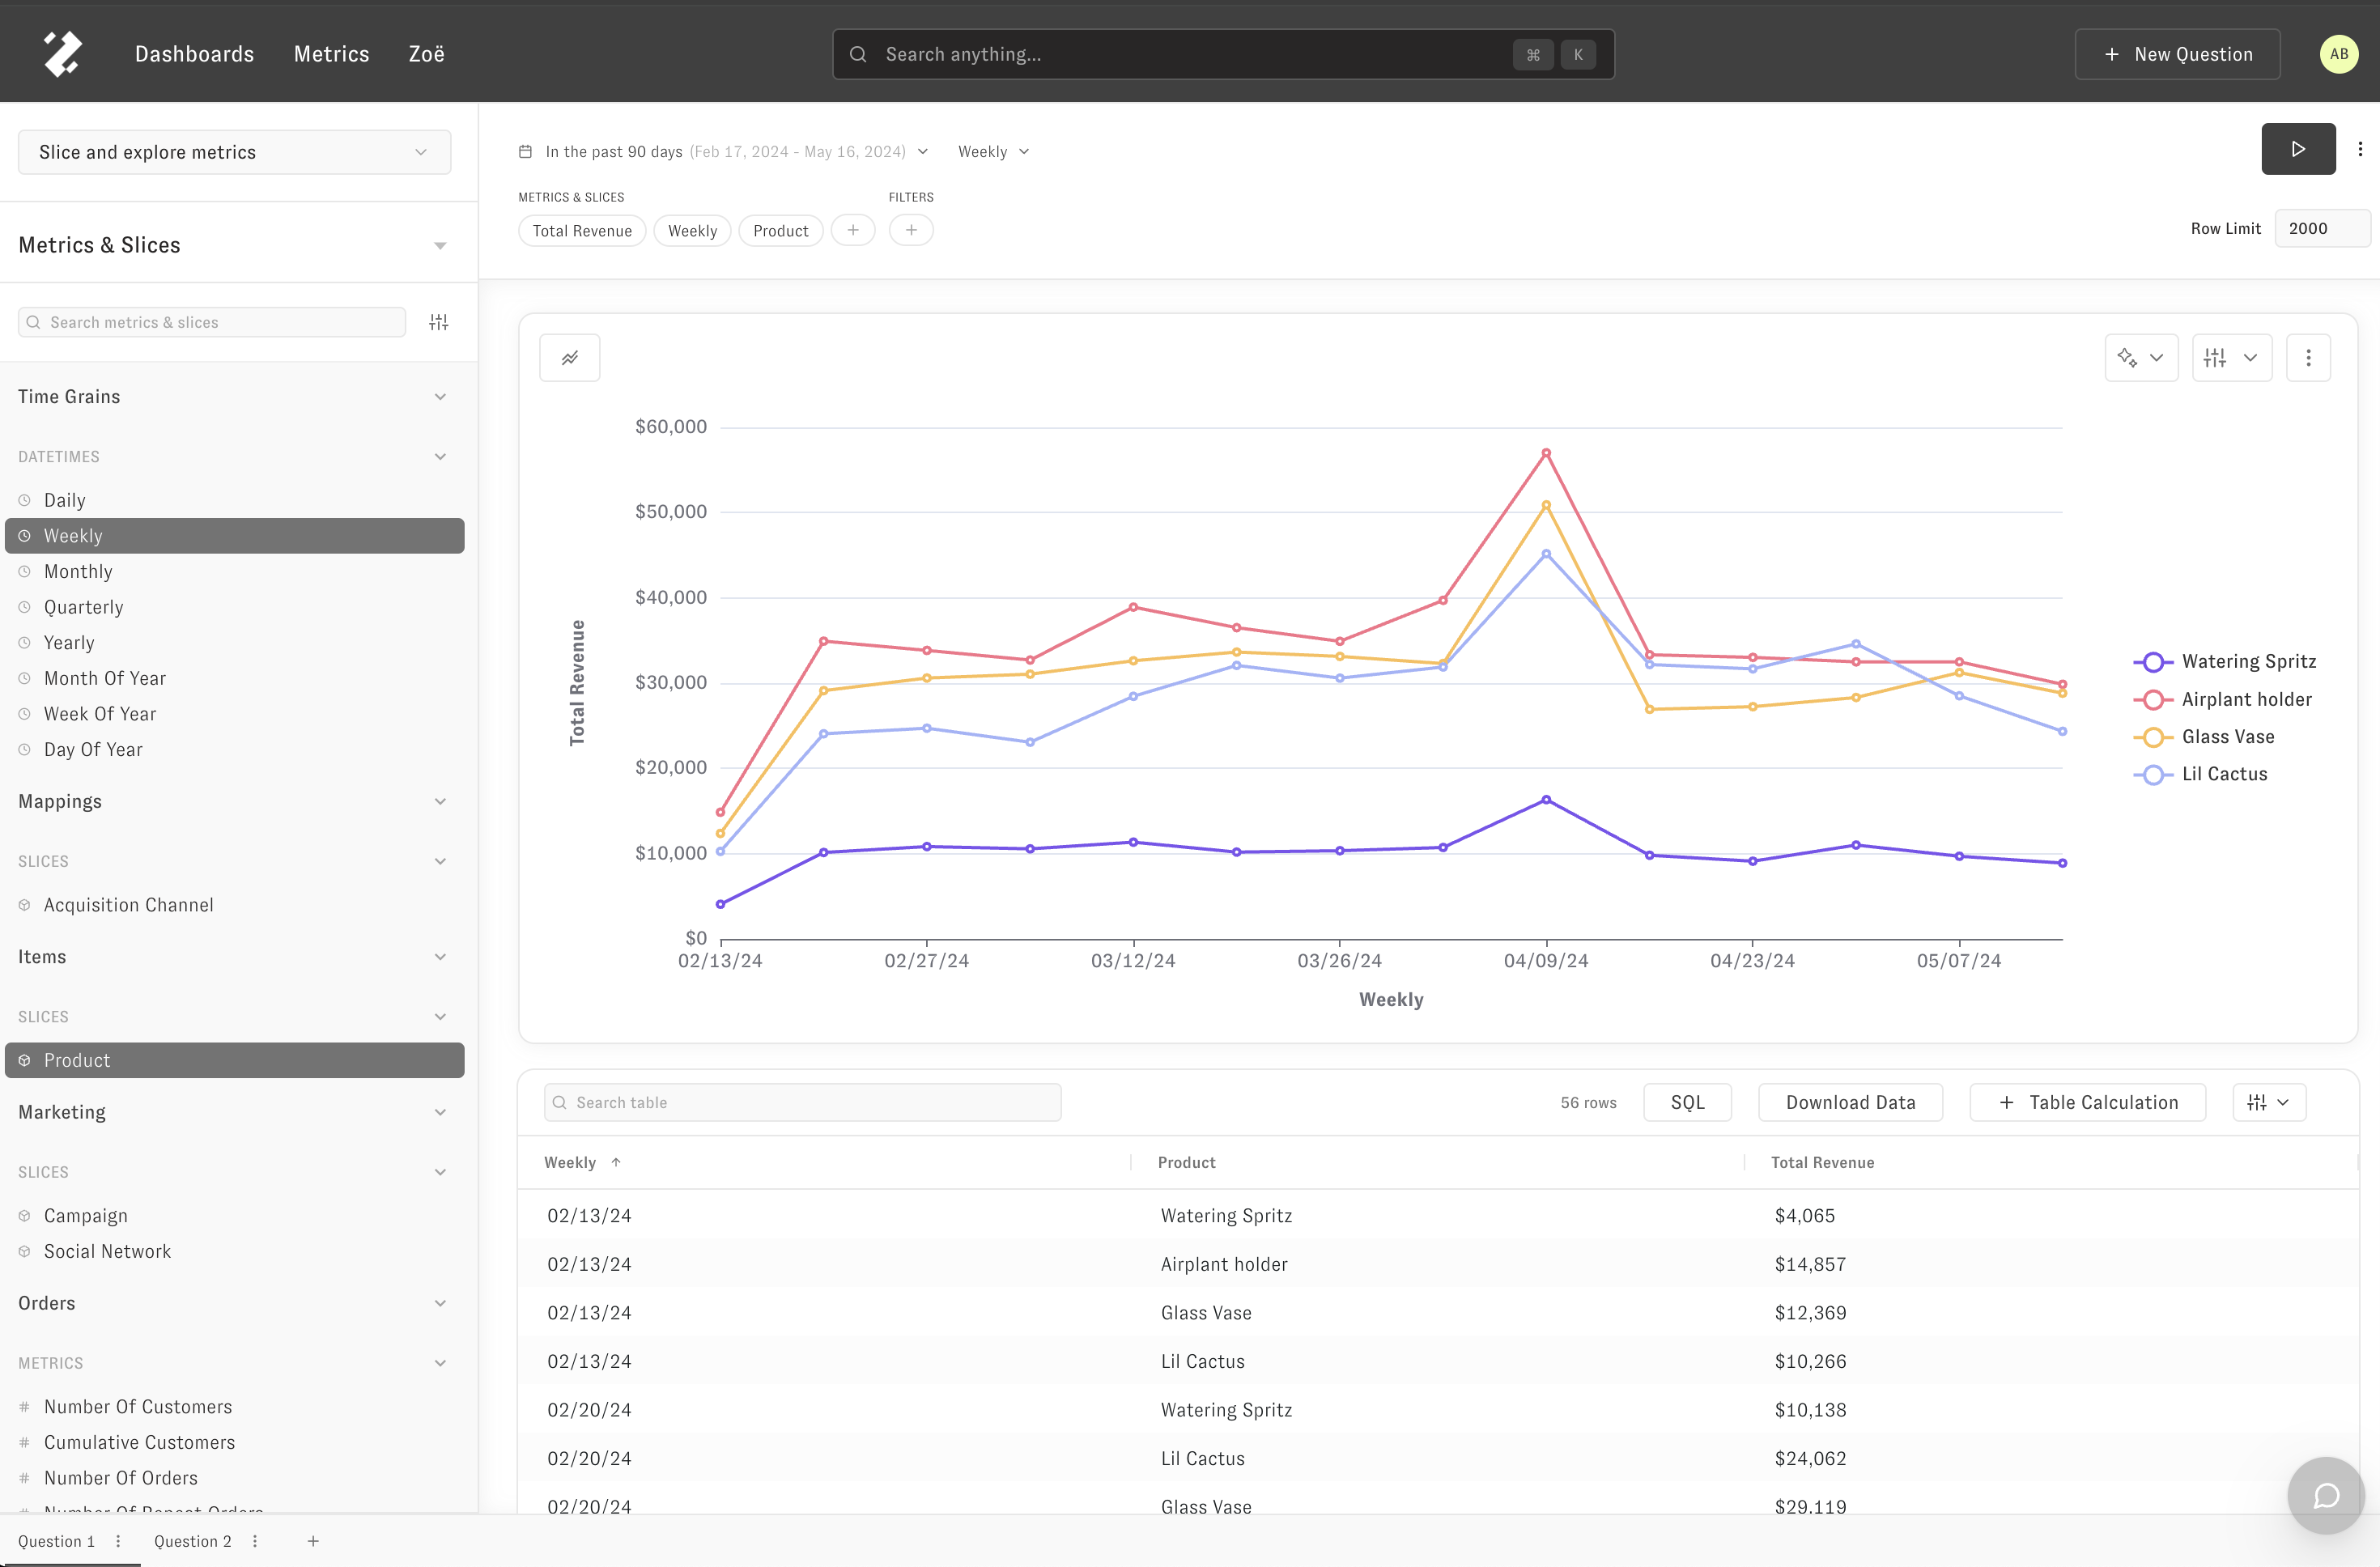 Dashboards Metrics Zoë
Search anything... ⌘ K
+ New Question
AB
Slice and explore metrics
Metrics & Slices
Search metrics & slices
Time Grains
DATETIMES
Daily
Weekly
Monthly
Quarterly
Yearly
Month Of Year
Week Of Year
Day Of Year
Mappings
SLICES
Acquisition Channel
Items
SLICES
Product
Marketing
SLICES
Campaign
Social Network
Orders
METRICS
# Number Of Customers
# Cumulative Customers
# Number Of Orders
# Number Of Repeat Orders
In the past 90 days (Feb 17, 2024 - May 16, 2024) Weekly
METRICS & SLICES FILTERS
Total Revenue Weekly Product + +
Row Limit 2000
$60,000
$50,000
$40,000
$30,000
$20,000
$10,000
$0
Total Revenue
02/13/24 02/27/24 03/12/24 03/26/24 04/09/24 04/23/24 05/07/24
Weekly
Watering Spritz
Airplant holder
Glass Vase
Lil Cactus
Search table 56 rows SQL Download Data + Table Calculation
Weekly ↑ Product Total Revenue
02/13/24 Watering Spritz $4,065
02/13/24 Airplant holder $14,857
02/13/24 Glass Vase $12,369
02/13/24 Lil Cactus $10,266
02/20/24 Watering Spritz $10,138
02/20/24 Lil Cactus $24,062
02/20/24 Glass Vase $29,119
Question 1 Question 2 +